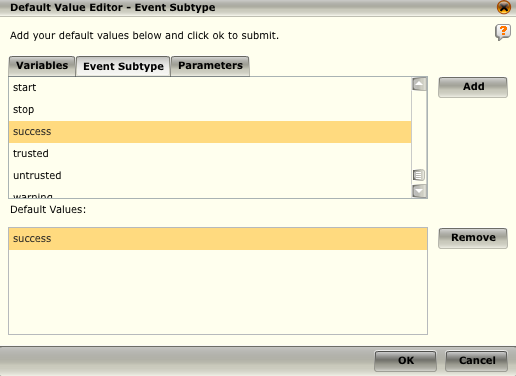 Default Value Editor - Event Subtype
Add your default values below and click ok to submit.
Variables Event Subtype Parameters
start
Add
stop
success
trusted
untrusted
warning
Default Values:
success
Remove
OK Cancel